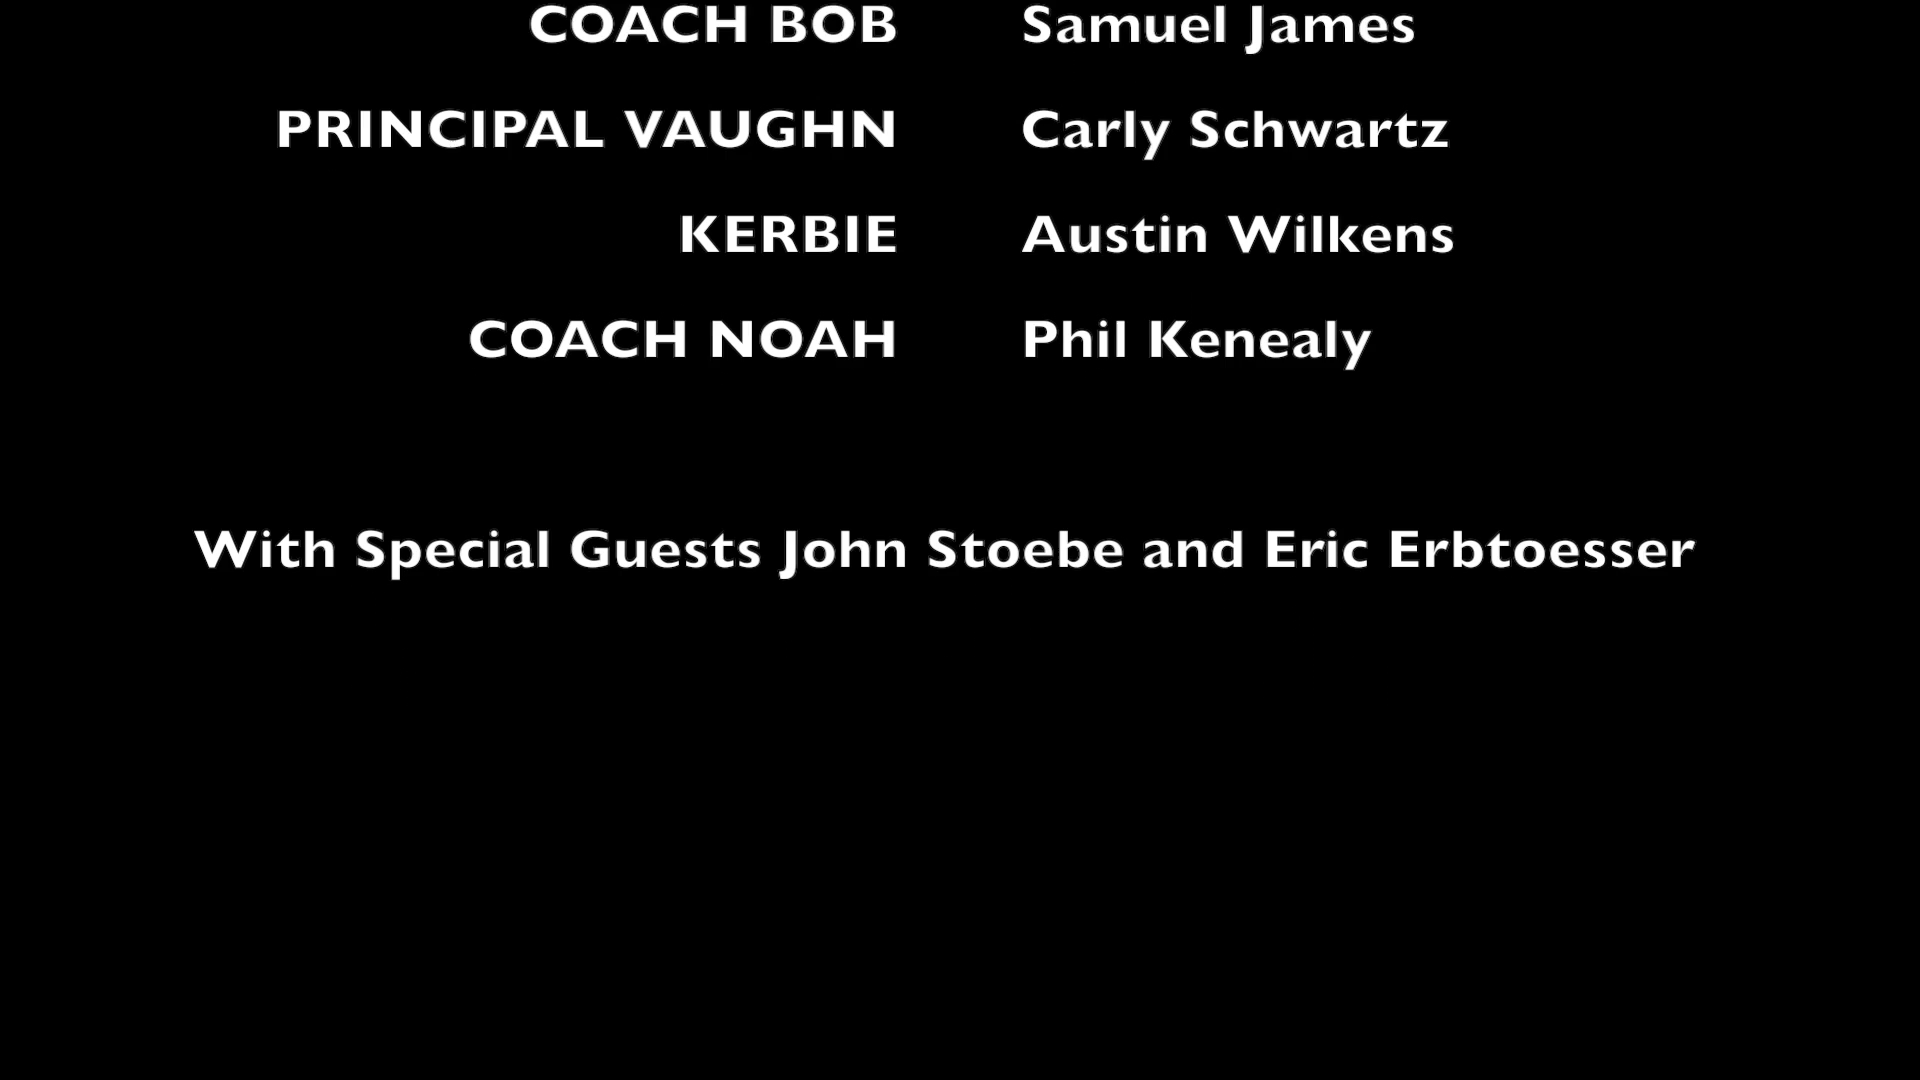 COACH BOB Samuel James
PRINCIPAL VAUGHN Carly Schwartz
KERBIE Austin Wilkens
COACH NOAH Phil Kenealy
With Special Guests John Stoebe and Eric Erbtoesser